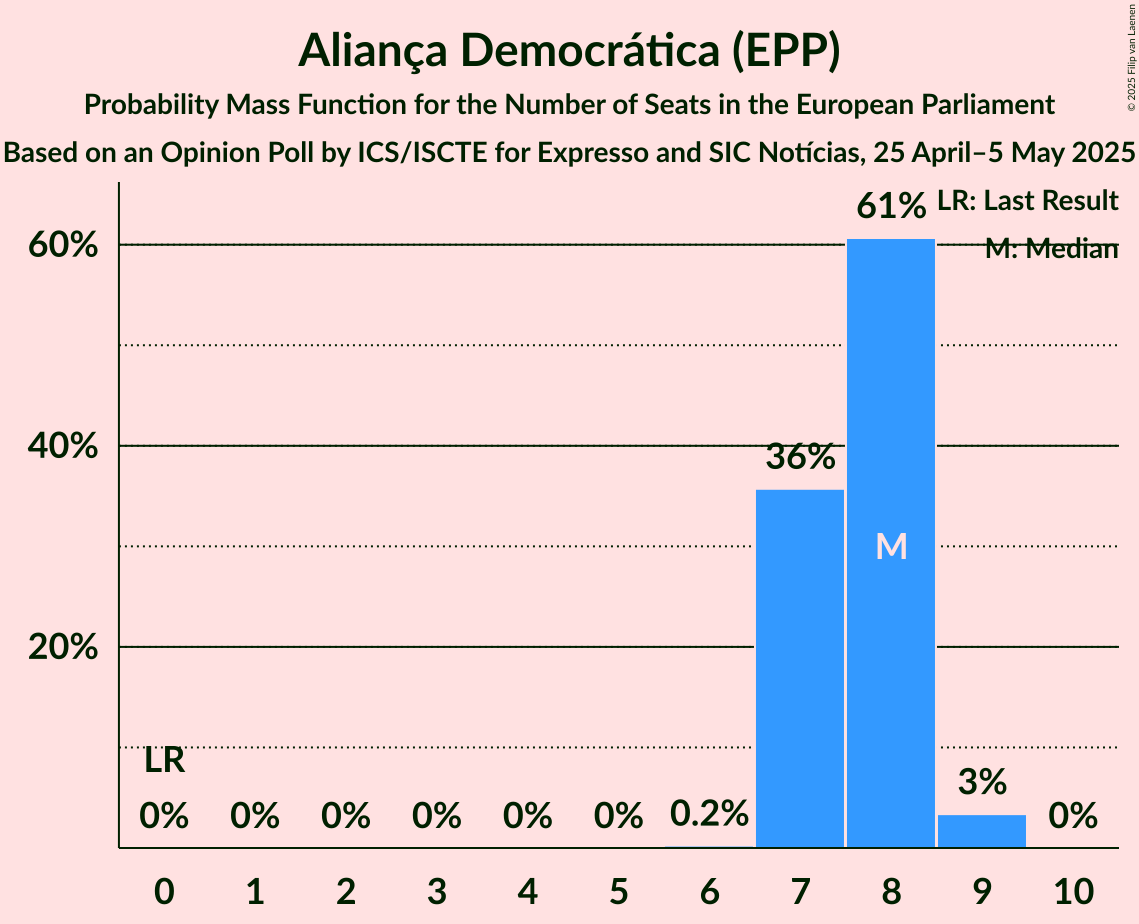 Aliança Democrática (EPP)
Probability Mass Function for the Number of Seats in the European Parliament
Based on an Opinion Poll by ICS/ISCTE for Expresso and SIC Notícias, 25 April–5 May 2025
© 2025 Filip van Laenen
LR: Last Result
M: Median
60%
40%
20%
LR
0% 0% 0% 0% 0% 0% 0.2% 36% 61% 3% 0%
M
0 1 2 3 4 5 6 7 8 9 10